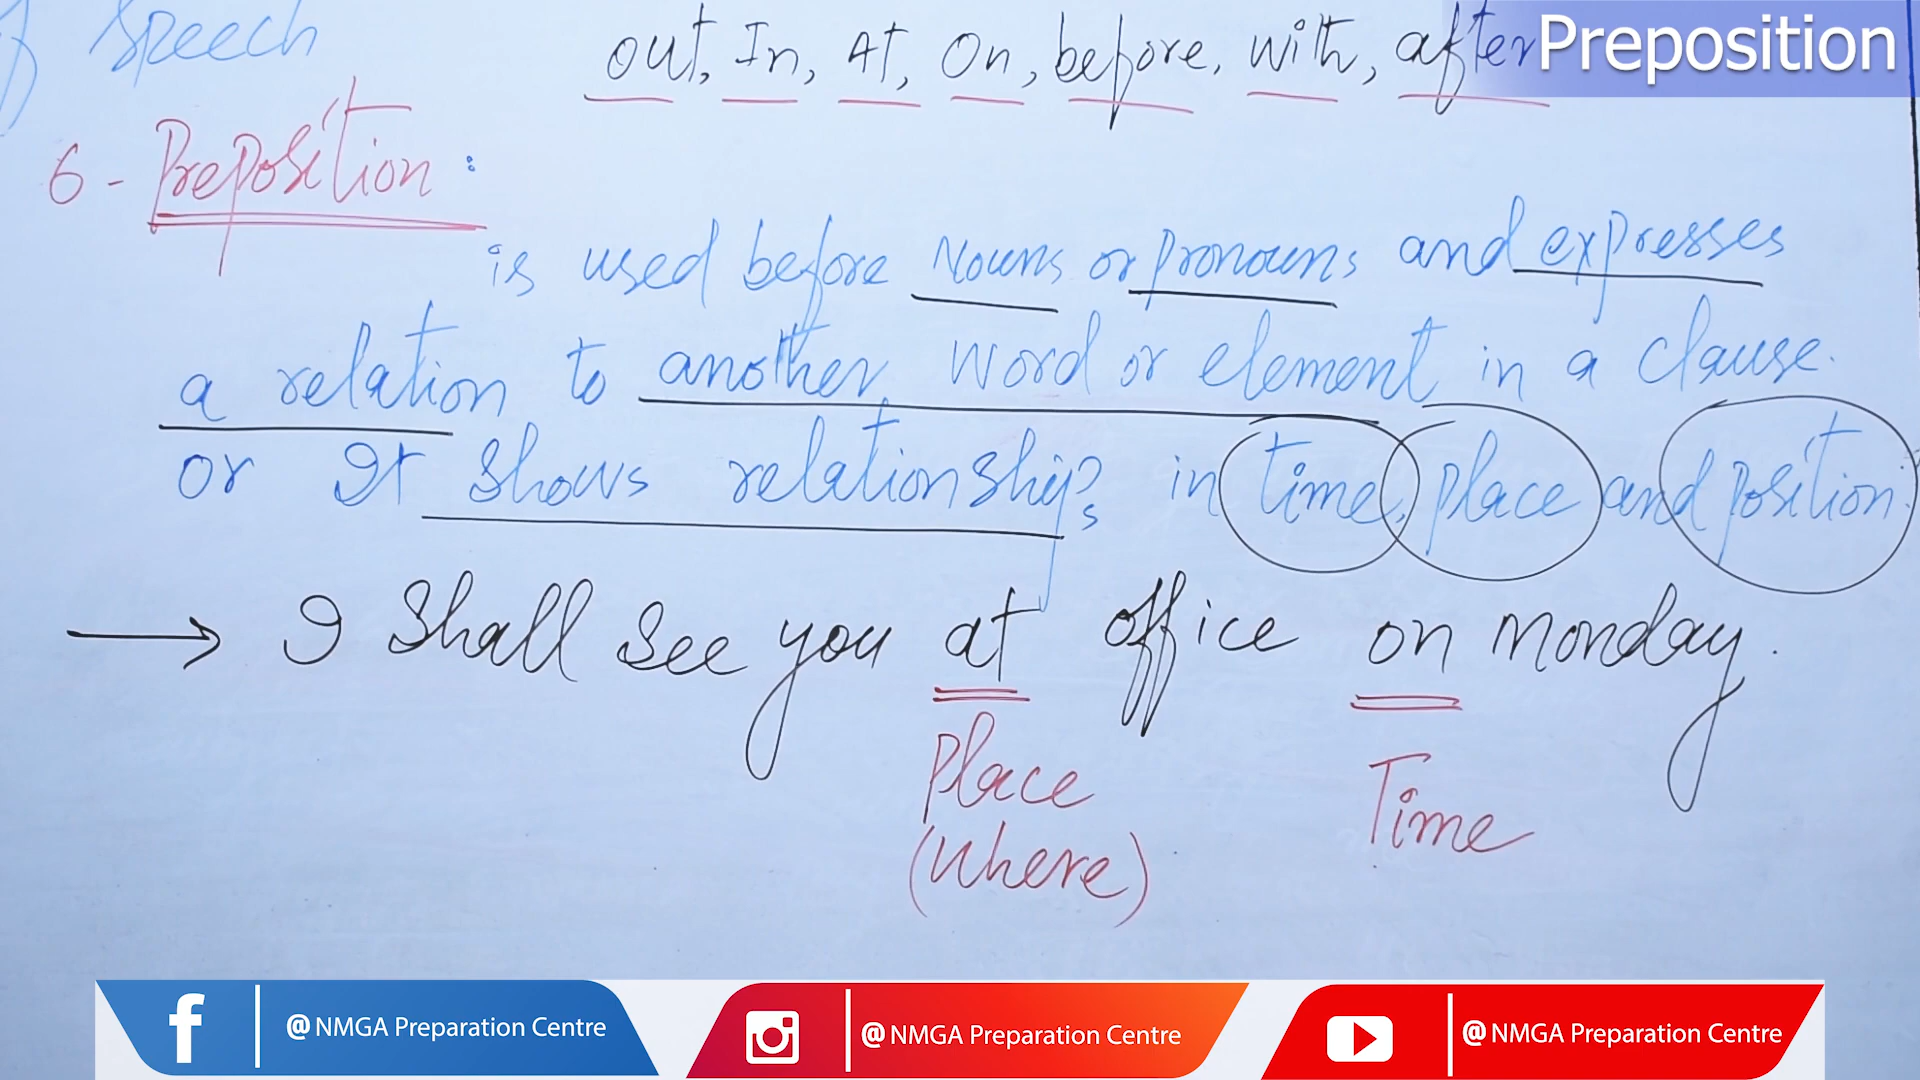 f Speech
out, In, At, On, before, with, after
Preposition
6 - Preposition :
is used before Nouns or pronouns and expresses
a relation to another word or element in a clause.
or It shows relationships in time, place and position.
→ I Shall See you at office on Monday.
Place
Time
(Where)
@NMGA Preparation Centre
@NMGA Preparation Centre
@NMGA Preparation Centre